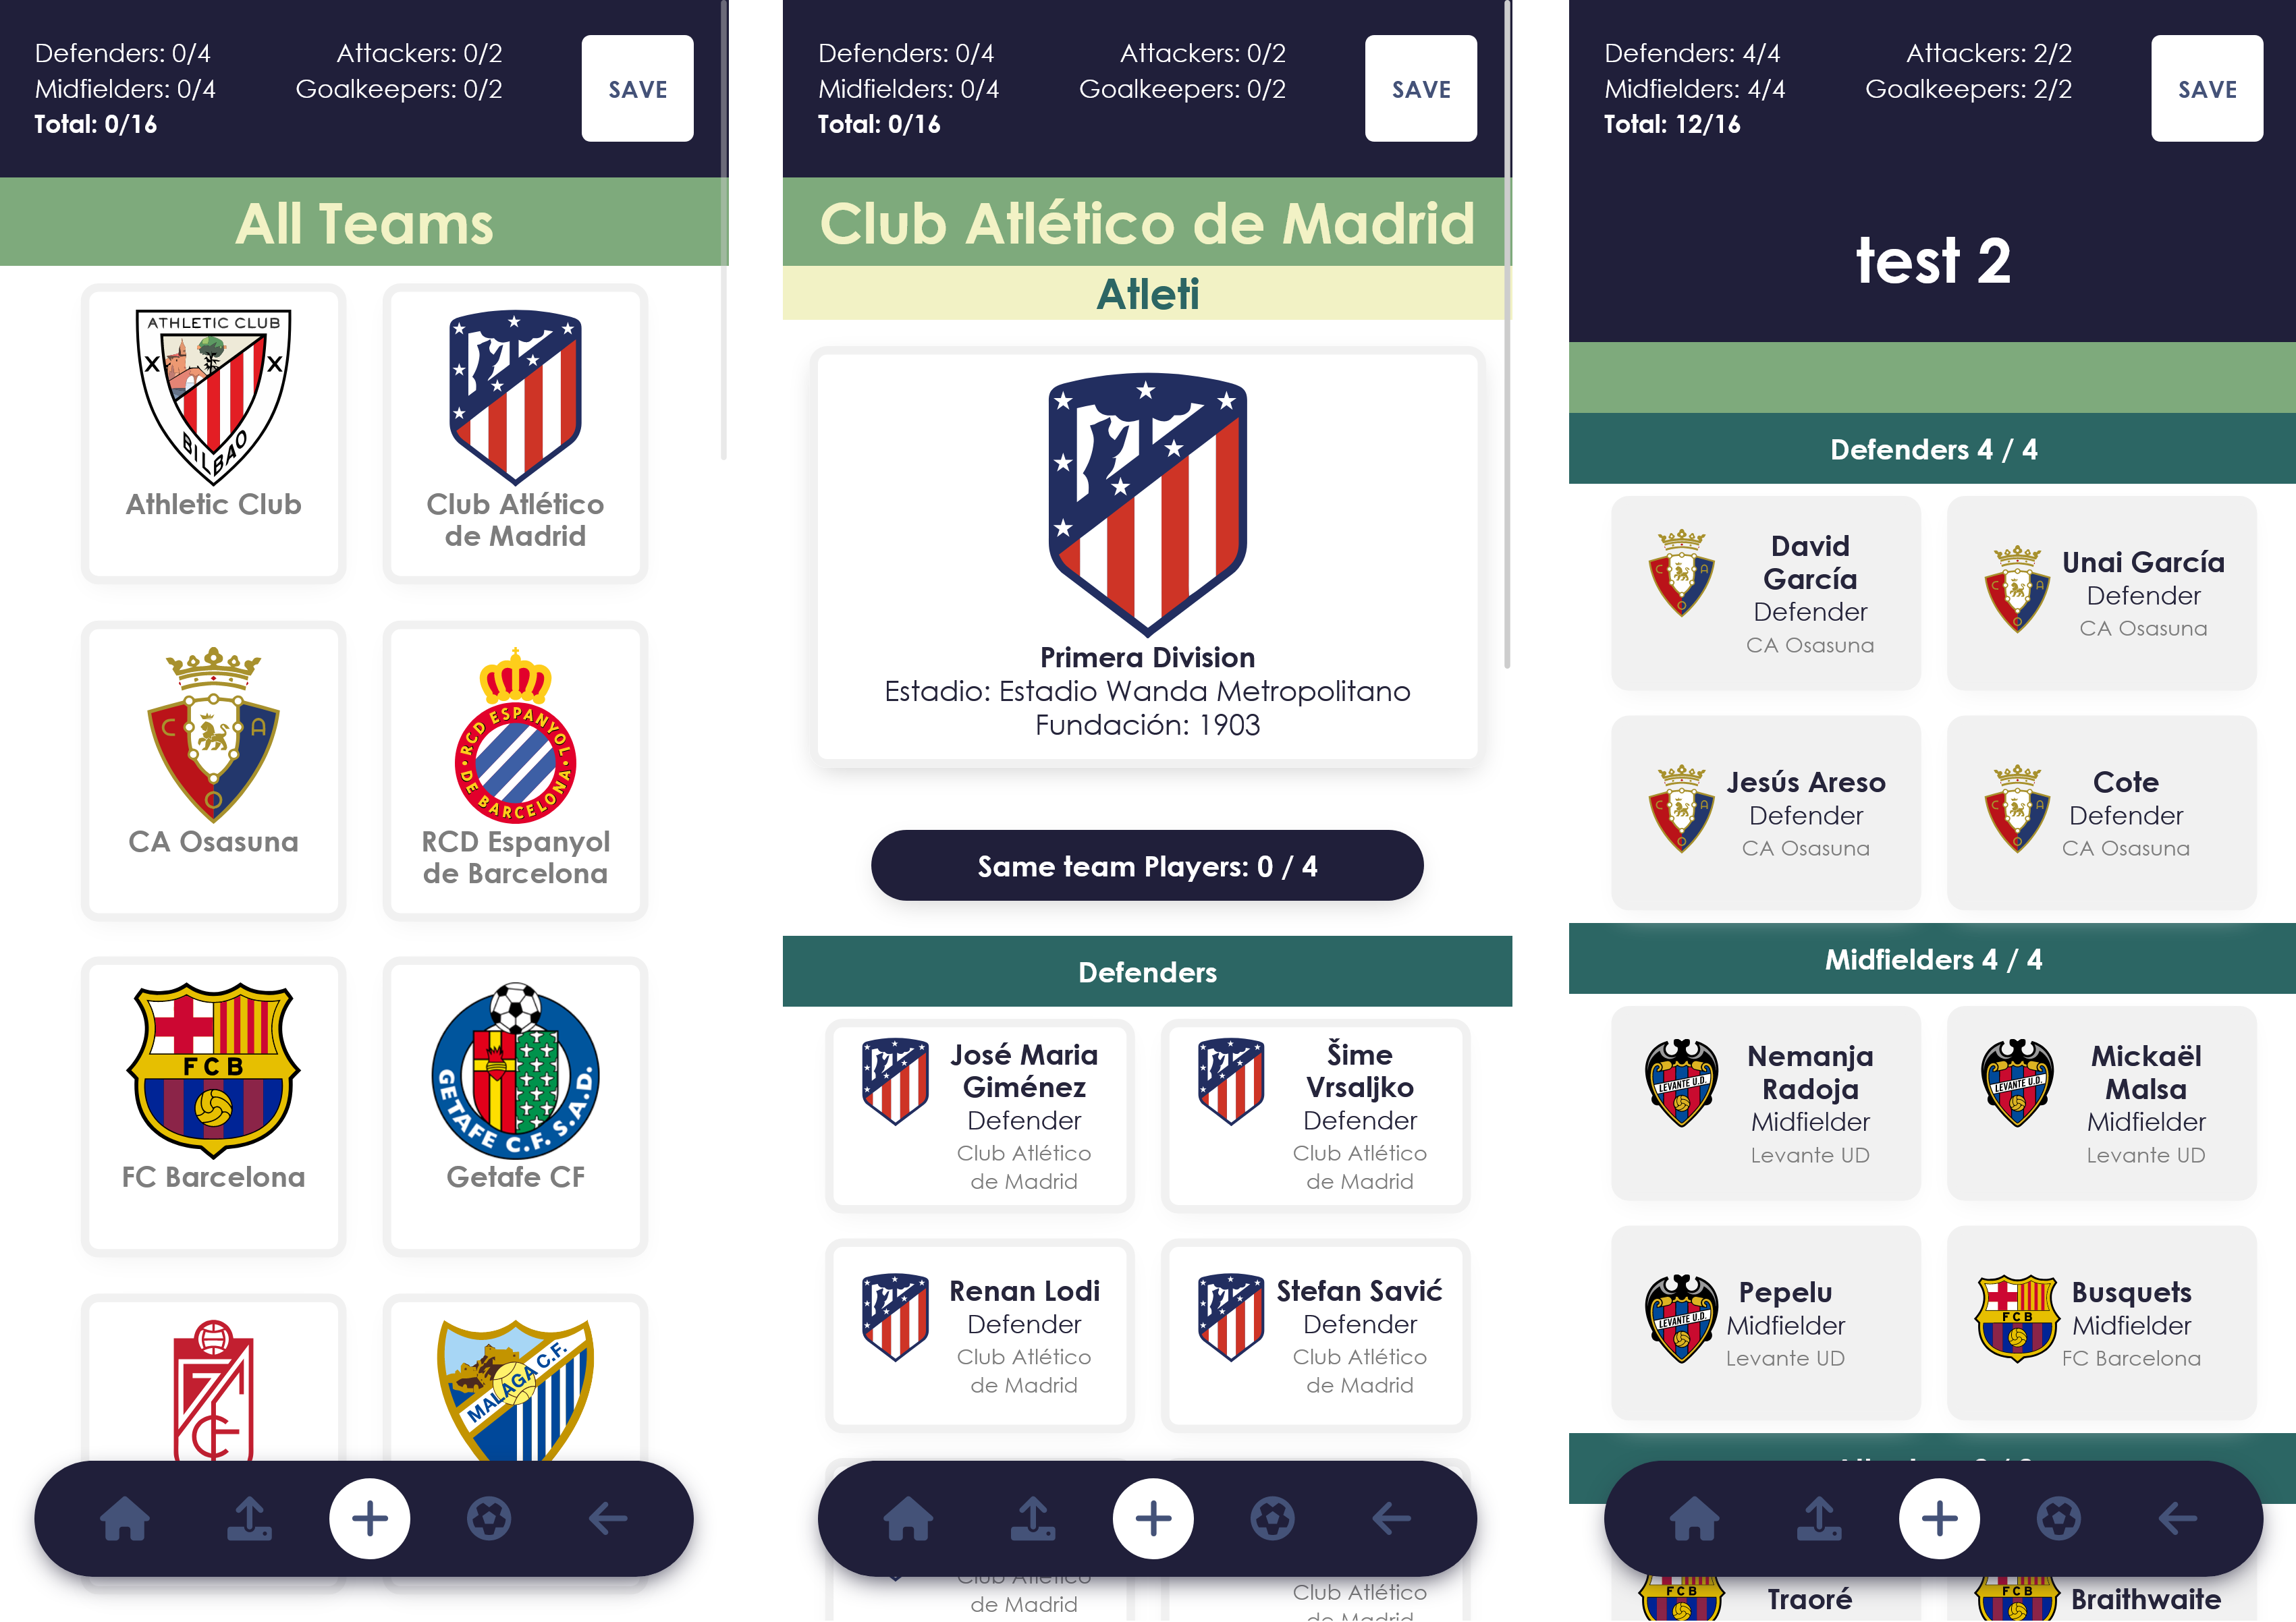 Defenders: 0/4
Attackers: 0/2
Midfielders: 0/4
Goalkeepers: 0/2
Total: 0/16
SAVE
All Teams
ATHLETIC CLUB
BILBAO
Athletic Club
Club Atlético
de Madrid
C A
O
CA Osasuna
RCD ESPANYOL
DE BARCELONA
RCD Espanyol
de Barcelona
FCB
FC Barcelona
GETAFE C.F. S.A.D.
Getafe CF
MALAGA C.F.
Defenders: 0/4
Attackers: 0/2
Midfielders: 0/4
Goalkeepers: 0/2
Total: 0/16
SAVE
Club Atlético de Madrid
Atleti
Primera Division
Estadio: Estadio Wanda Metropolitano
Fundación: 1903
Same team Players: 0 / 4
Defenders
José Maria
Giménez
Defender
Club Atlético
de Madrid
Šime
Vrsaljko
Defender
Club Atlético
de Madrid
Renan Lodi
Defender
Club Atlético
de Madrid
Stefan Savić
Defender
Club Atlético
de Madrid
Club Atlético
de Madrid
Club Atlético
de Madrid
Defenders: 4/4
Attackers: 2/2
Midfielders: 4/4
Goalkeepers: 2/2
Total: 12/16
SAVE
test 2
Defenders 4 / 4
David
García
Defender
CA Osasuna
Unai García
Defender
CA Osasuna
Jesús Areso
Defender
CA Osasuna
Cote
Defender
CA Osasuna
Midfielders 4 / 4
LEVANTE U.D.
Nemanja
Radoja
Midfielder
Levante UD
LEVANTE U.D.
Mickaël
Malsa
Midfielder
Levante UD
LEVANTE U.D.
Pepelu
Midfielder
Levante UD
FCB
Busquets
Midfielder
FC Barcelona
FCB
Traoré
FCB
Braithwaite